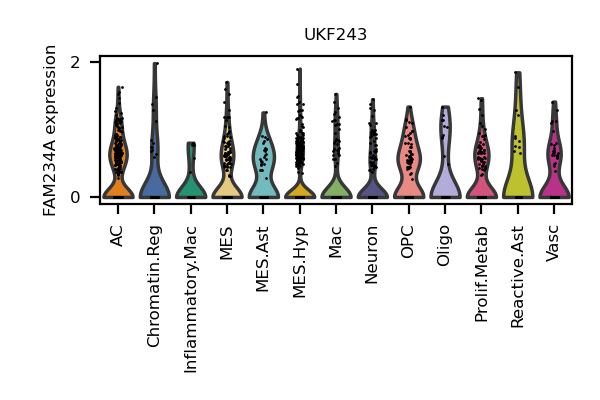 UKF243
FAM234A expression
2
0
AC
Chromatin.Reg
Inflammatory.Mac
MES
MES.Ast
MES.Hyp
Mac
Neuron
OPC
Oligo
Prolif.Metab
Reactive.Ast
Vasc